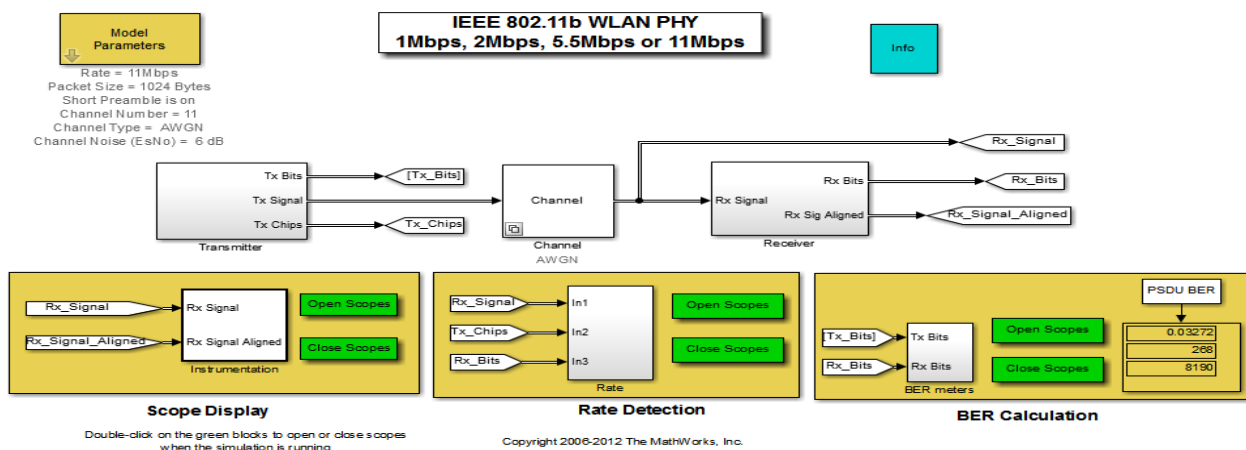 Model
Parameters
Rate = 11Mbps
Packet Size = 1024 Bytes
Short Preamble is on
Channel Number = 11
Channel Type = AWGN
Channel Noise (EsNo) = 6 dB
IEEE 802.11b WLAN PHY
1Mbps, 2Mbps, 5.5Mbps or 11Mbps
Info
Tx Bits
Tx Signal
Tx Chips
Transmitter
[Tx_Bits]
Tx_Chips
Channel
Channel
AWGN
Rx Signal
Rx Bits
Rx Sig Aligned
Receiver
Rx_Signal
Rx_Bits
Rx_Signal_Aligned
Rx_Signal
Rx_Signal_Aligned
Rx Signal
Rx Signal Aligned
Instrumentation
Open Scopes
Close Scopes
Scope Display
Double-click on the green blocks to open or close scopes
when the simulation is running
Rx_Signal
Tx_Chips
Rx_Bits
In1
In2
In3
Rate
Open Scopes
Close Scopes
Rate Detection
Copyright 2006-2012 The MathWorks, Inc.
[Tx_Bits]
Rx_Bits
Tx Bits
Rx Bits
BER meters
Open Scopes
Close Scopes
PSDU BER
0.03272
268
8190
BER Calculation